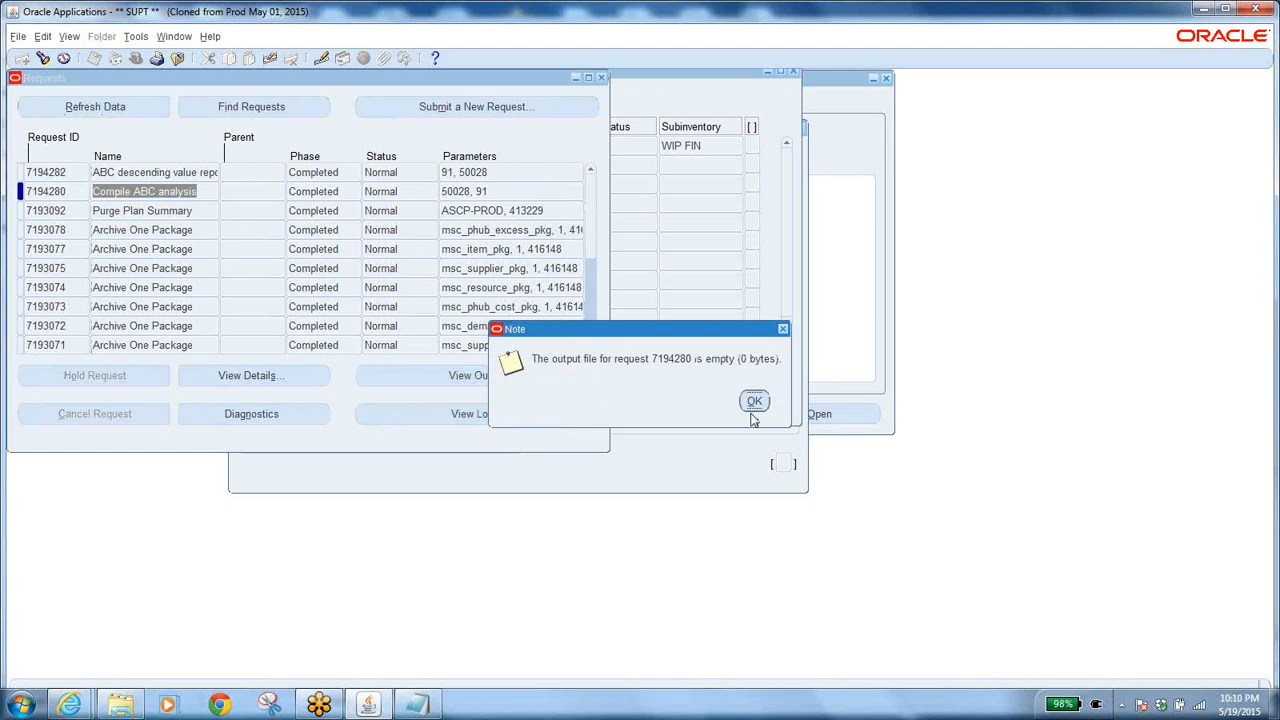 Oracle Applications - ** SUPT ** (Cloned from Prod May 01, 2015)
File Edit View Folder Tools Window Help
ORACLE
Requests
Refresh Data Find Requests Submit a New Request...
Request ID Parent
Name Phase Status Parameters
7194282 ABC descending value repo Completed Normal 91, 50028
7194280 Compile ABC analysis Completed Normal 50028, 91
7193092 Purge Plan Summary Completed Normal ASCP-PROD, 413229
7193078 Archive One Package Completed Normal msc_phub_excess_pkg, 1, 41
7193077 Archive One Package Completed Normal msc_item_pkg, 1, 416148
7193075 Archive One Package Completed Normal msc_supplier_pkg, 1, 416148
7193074 Archive One Package Completed Normal msc_resource_pkg, 1, 416148
7193073 Archive One Package Completed Normal msc_phub_cost_pkg, 1, 41614
7193072 Archive One Package Completed Normal msc_dem
7193071 Archive One Package Completed Normal msc_sup
Hold Request View Details... View Ou
Cancel Request Diagnostics View Lo
atus Subinventory [ ]
WIP FIN
Note
The output file for request 7194280 is empty (0 bytes).
OK
Open
[ ]
98%
10:10 PM
5/19/2015